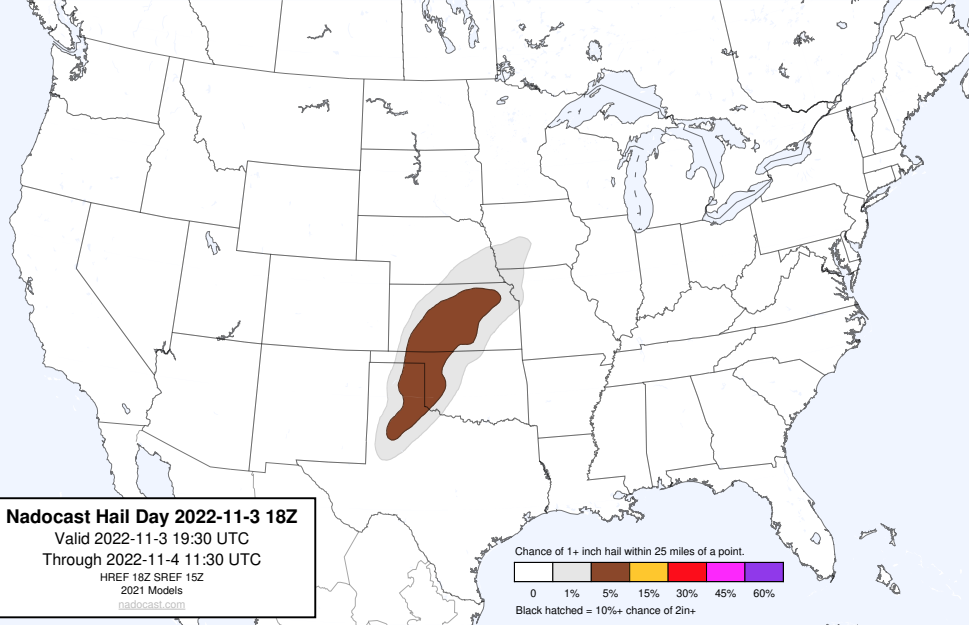 Nadocast Hail Day 2022-11-3 18Z
Valid 2022-11-3 19:30 UTC
Through 2022-11-4 11:30 UTC
HREF 18Z SREF 15Z
2021 Models
nadocast.com
Chance of 1+ inch hail within 25 miles of a point.
0 1% 5% 15% 30% 45% 60%
Black hatched = 10%+ chance of 2in+